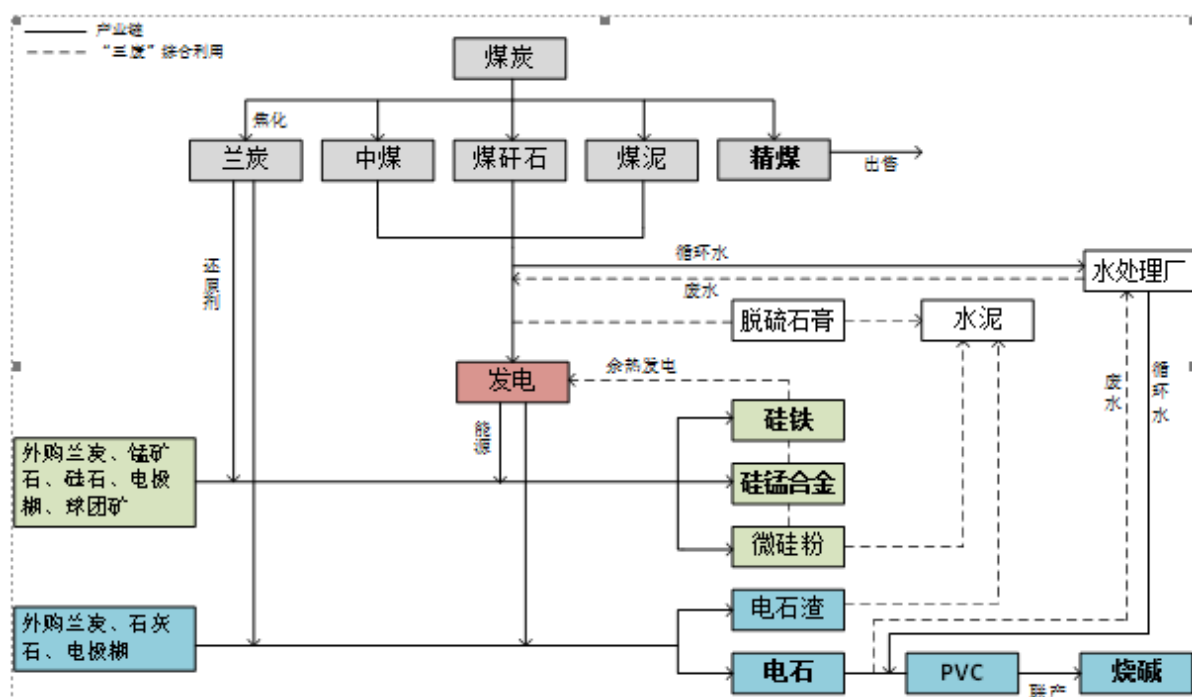 产业链
“三废”综合利用
煤炭
焦化
兰炭
中煤
煤矸石
煤泥
精煤
出售
还原剂
循环水
废水
水处理厂
脱硫石膏
水泥
余热发电
发电
能源
废水
循环水
硅铁
外购兰炭、锰矿
石、硅石、电极
糊、球团矿
硅锰合金
微硅粉
电石渣
外购兰炭、石灰
石、电极糊
电石
PVC
联产
烧碱